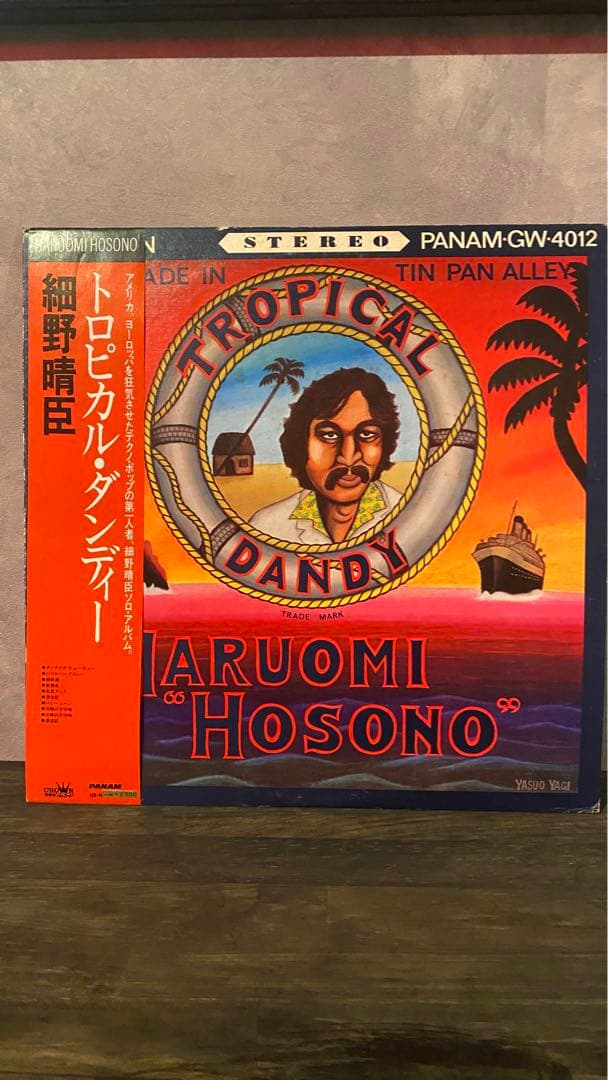 HARUOMI HOSONO
トロピカル・ダンディー
細野晴臣
アメリカ、ヨーロッパを狂気させたテクノ・ポップの第一人者、細野晴臣ソロ・アルバム。
CROWN
PANAM
¥2,500
N
STEREO
PANAM-GW-4012
ADE IN
TIN PAN ALLEY
TROPICAL
DANDY
TRADE MARK
HARUOMI
“HOSONO”
YASUO YAGI